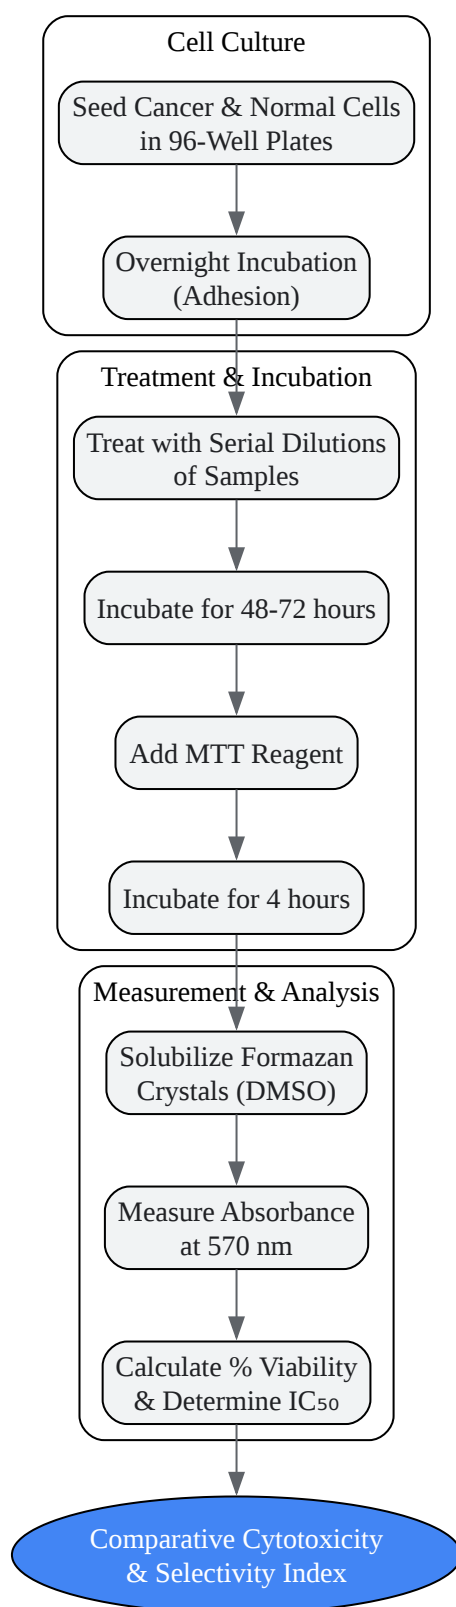 Cell Culture
Seed Cancer & Normal Cells
in 96-Well Plates
Overnight Incubation
(Adhesion)
Treatment & Incubation
Treat with Serial Dilutions
of Samples
Incubate for 48-72 hours
Add MTT Reagent
Incubate for 4 hours
Measurement & Analysis
Solubilize Formazan
Crystals (DMSO)
Measure Absorbance
at 570 nm
Calculate % Viability
& Determine IC₅₀
Comparative Cytotoxicity
& Selectivity Index